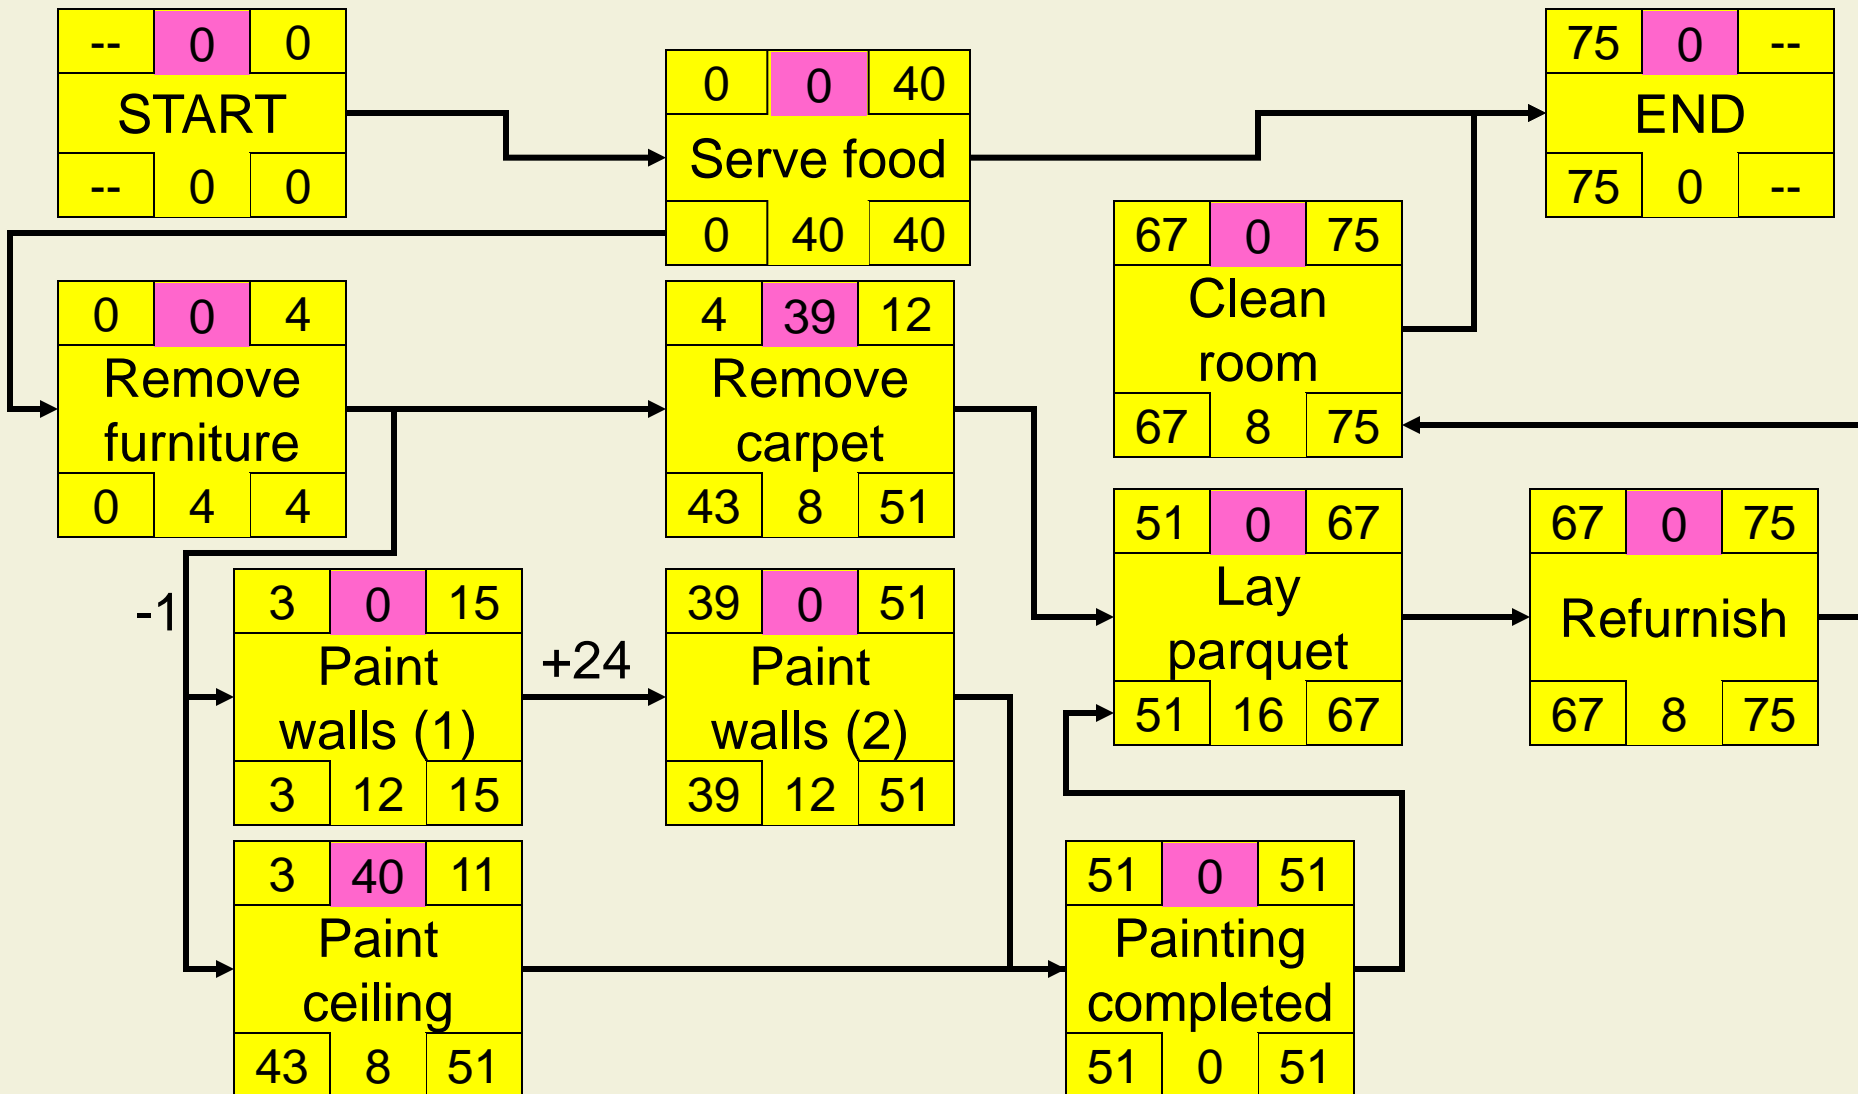 -- 0 0
START
-- 0 0
0 0 40
Serve food
0 40 40
75 0 --
END
75 0 --
67 0 75
Clean
room
67 8 75
0 0 4
Remove
furniture
0 4 4
4 39 12
Remove
carpet
43 8 51
51 0 67
Lay
parquet
51 16 67
67 0 75
Refurnish
67 8 75
-1
3 0 15
Paint
walls (1)
3 12 15
+24
39 0 51
Paint
walls (2)
39 12 51
3 40 11
Paint
ceiling
43 8 51
51 0 51
Painting
completed
51 0 51